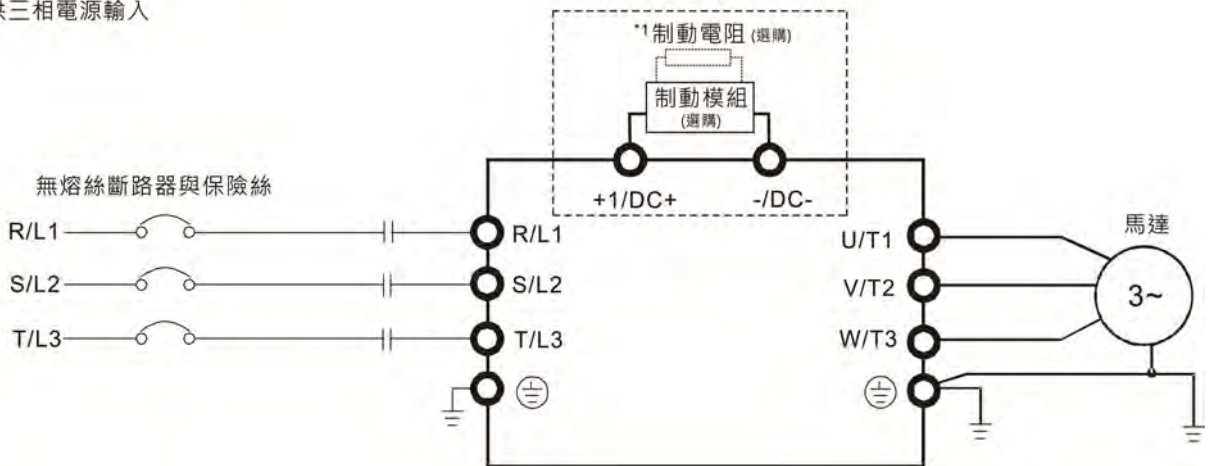 三相電源輸入
*1制動電阻 (選購)
制動模組
(選購)
+1/DC+
-/DC-
無熔絲斷路器與保險絲
R/L1
S/L2
T/L3
R/L1
S/L2
T/L3
U/T1
V/T2
W/T3
馬達
3~